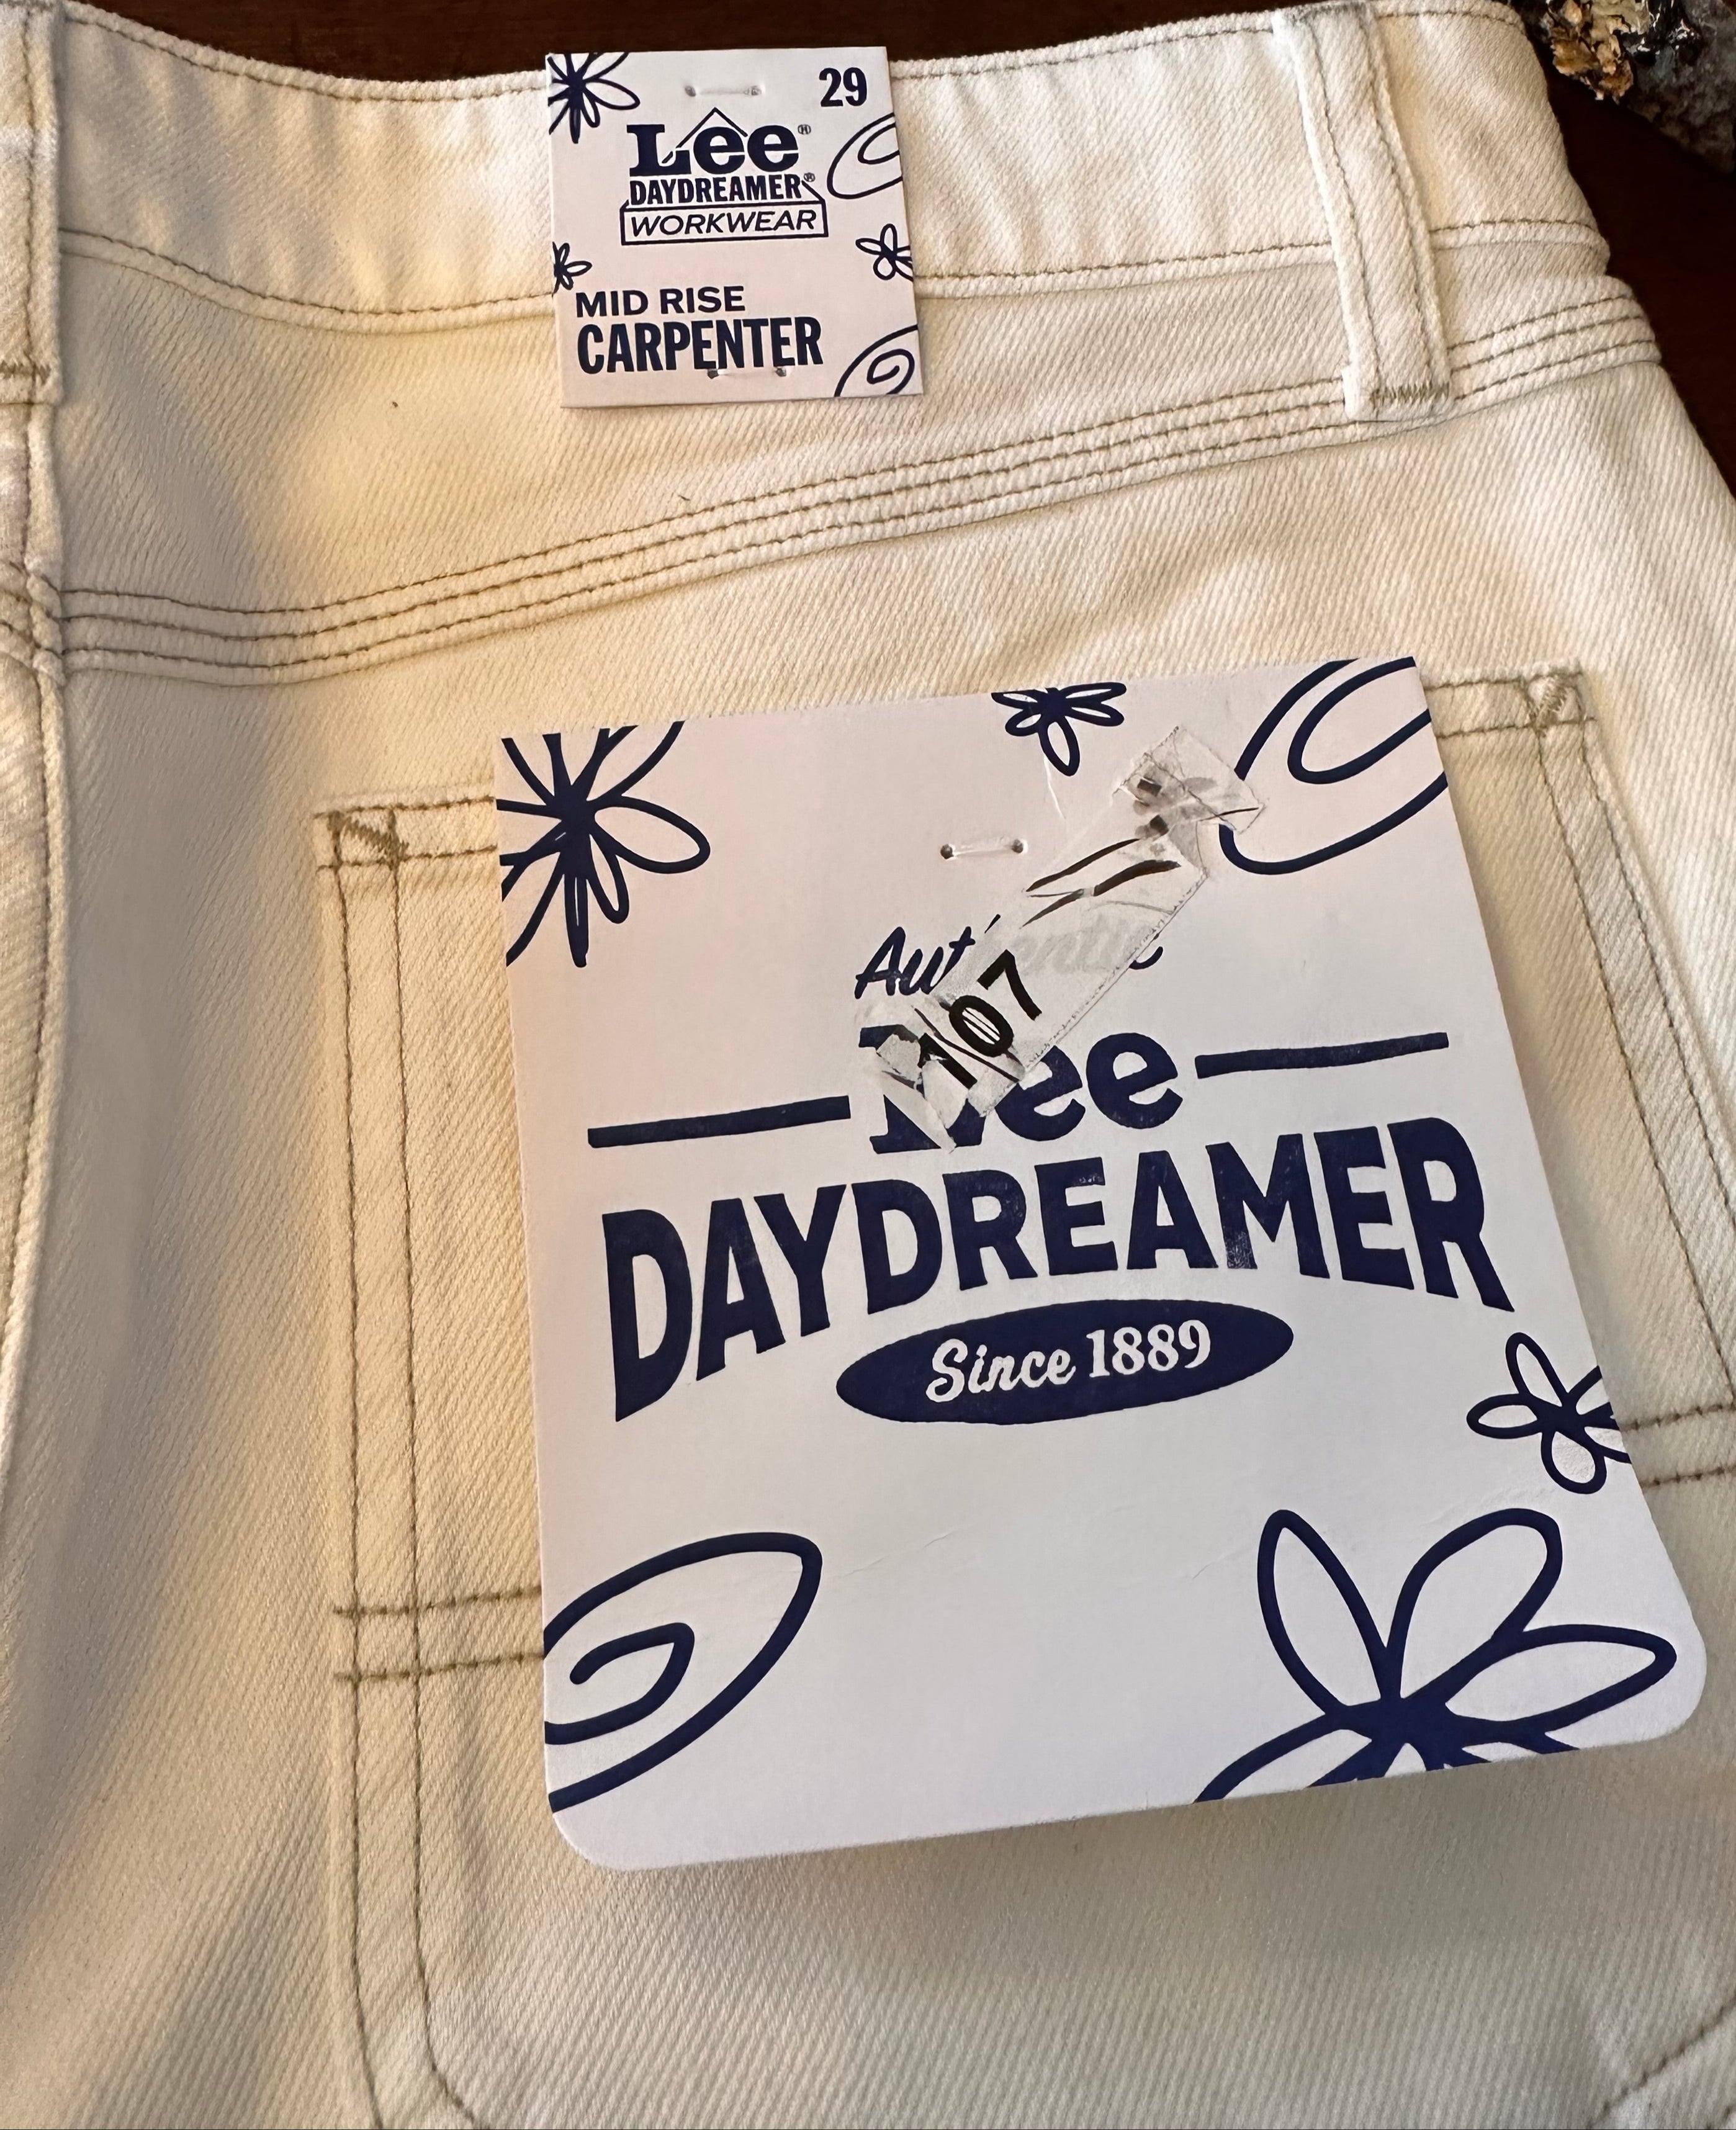 29
Lee®
DAYDREAMER®
WORKWEAR
MID RISE
CARPENTER
107
Lee
DAYDREAMER
Since 1889